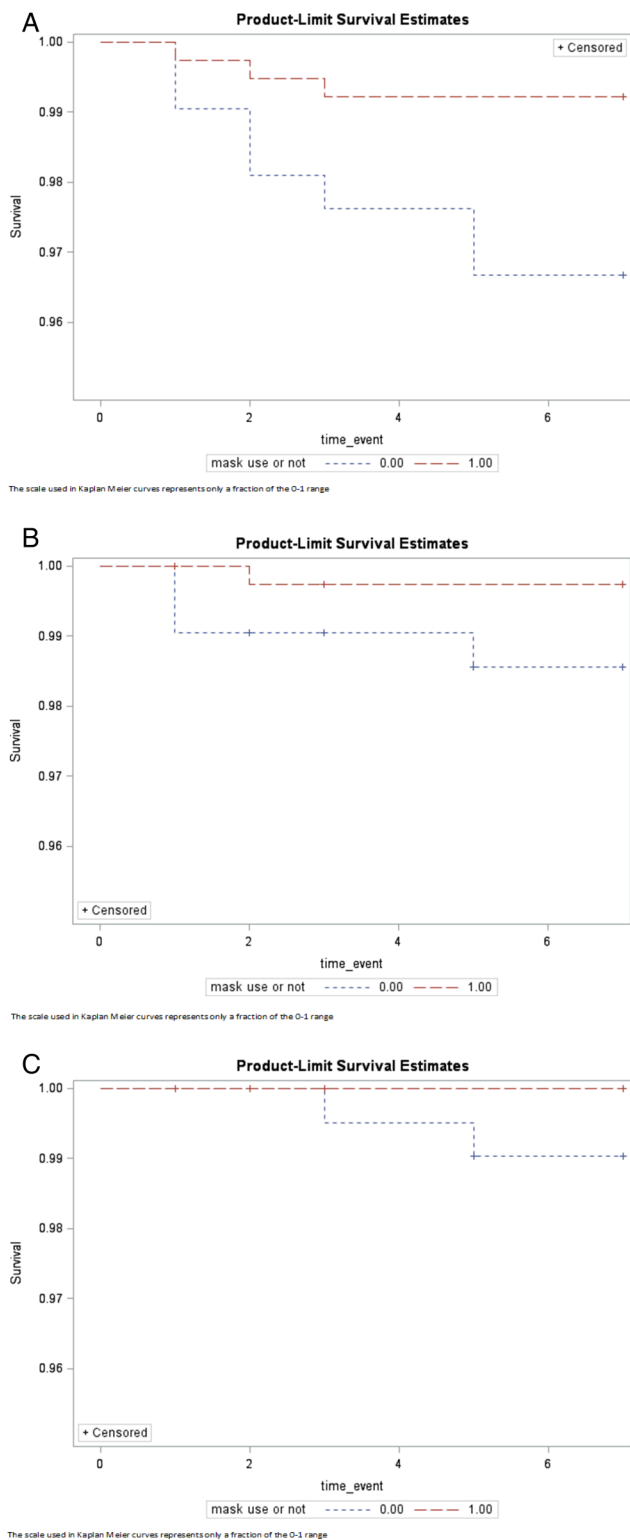 A
Product-Limit Survival Estimates
1.00
+ Censored
0.99
0.98
0.97
0.96
Survival
0 2 4 6
time_event
mask use or not 0.00 1.00
The scale used in Kaplan Meier curves represents only a fraction of the 0-1 range
B
Product-Limit Survival Estimates
1.00
0.99
0.98
0.97
0.96
Survival
+ Censored
0 2 4 6
time_event
mask use or not 0.00 1.00
The scale used in Kaplan Meier curves represents only a fraction of the 0-1 range
C
Product-Limit Survival Estimates
1.00
0.99
0.98
0.97
0.96
Survival
+ Censored
0 2 4 6
time_event
mask use or not 0.00 1.00
The scale used in Kaplan Meier curves represents only a fraction of the 0-1 range